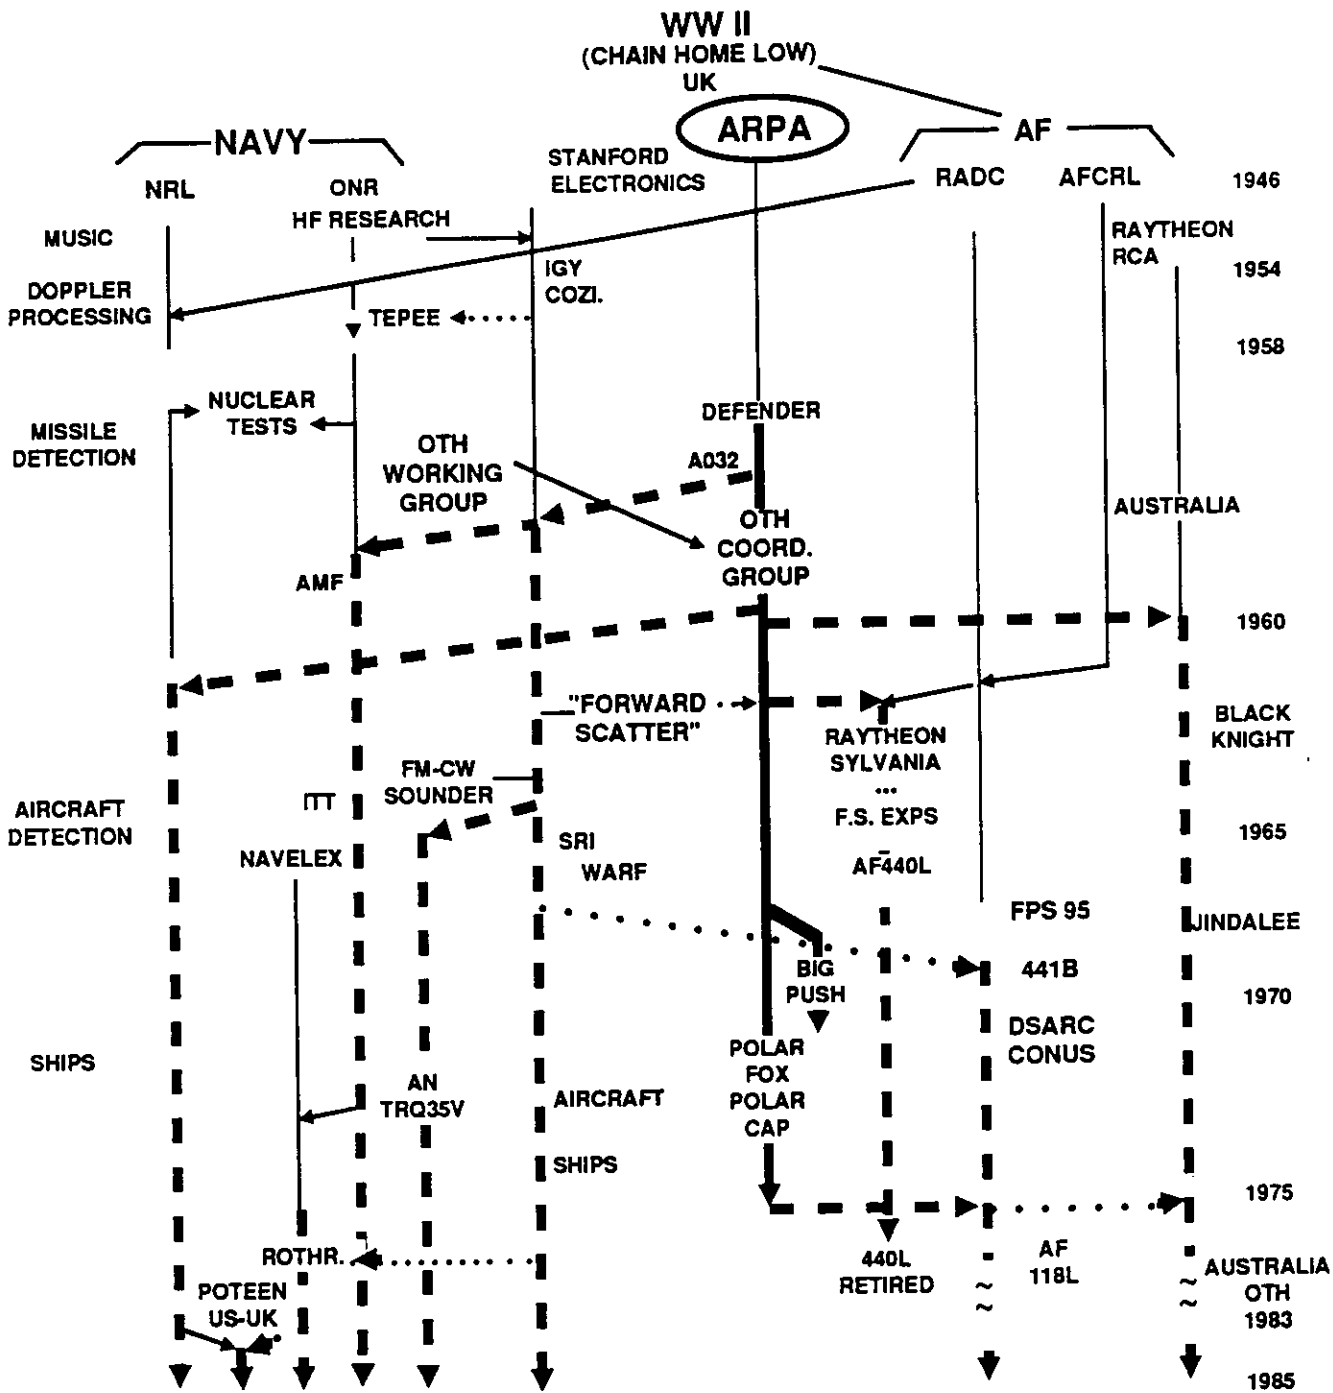 WW II
(CHAIN HOME LOW)
UK
ARPA
NAVY
AF
STANFORD
ELECTRONICS
NRL
ONR
RADC
AFCRL
1946
HF RESEARCH
MUSIC
RAYTHEON
RCA
IGY
COZI.
1954
DOPPLER
PROCESSING
TEPEE
1958
NUCLEAR
TESTS
DEFENDER
MISSILE
DETECTION
OTH
WORKING
GROUP
A032
AUSTRALIA
OTH
COORD.
GROUP
AMF
1960
"FORWARD
SCATTER"
BLACK
KNIGHT
RAYTHEON
SYLVANIA
...
F.S. EXPS
FM-CW
SOUNDER
ITT
AIRCRAFT
DETECTION
1965
SRI
WARF
NAVELEX
AF440L
FPS 95
JINDALEE
441B
BIG
PUSH
1970
DSARC
CONUS
SHIPS
POLAR
FOX
POLAR
CAP
AN
TRQ35V
AIRCRAFT
SHIPS
1975
ROTHR.
440L
RETIRED
AF
118L
AUSTRALIA
OTH
1983
POTEEN
US-UK
~
~
~
~
1985